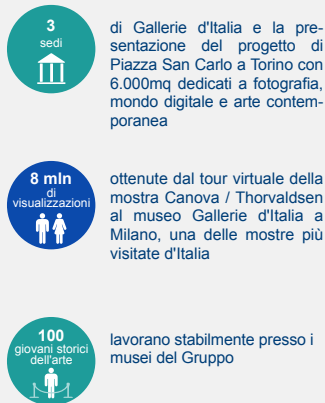 3
sedi
di Gallerie d'Italia e la pre-
sentazione del progetto di
Piazza San Carlo a Torino con
6.000mq dedicati a fotografia,
mondo digitale e arte contem-
poranea
8 mln
di
visualizzazioni
ottenute dal tour virtuale della
mostra Canova / Thorvaldsen
al museo Gallerie d'Italia a
Milano, una delle mostre più
visitate d'Italia
100
giovani storici
dell'arte
lavorano stabilmente presso i
musei del Gruppo